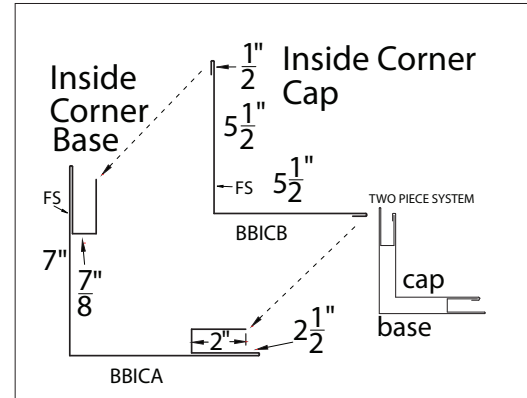 Inside
Corner
Base
1"
2
Inside Corner
Cap
5 1"
2
FS
5 1"
2
BBICB
FS
7"
7
8
2"
2 1"
2
BBICA
TWO PIECE SYSTEM
cap
base